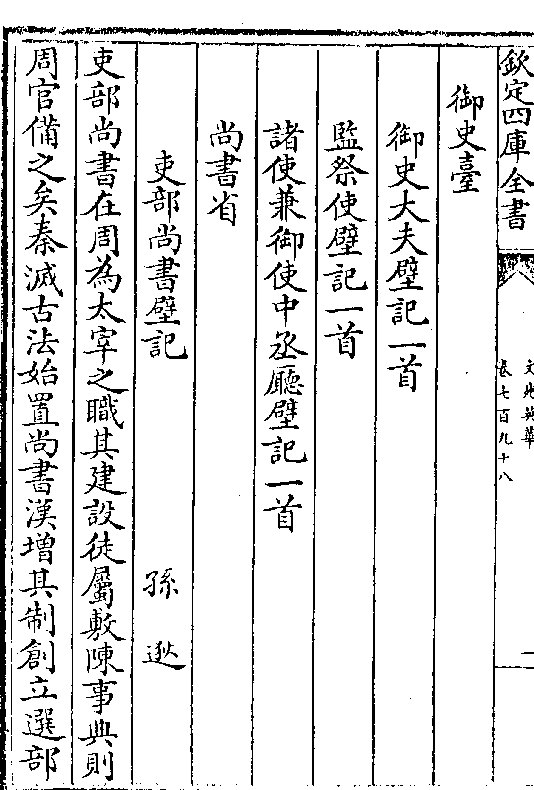 欽定四庫全書
文苑英華
卷七百九十八
御史臺
御史大夫壁記一首
監祭使壁記一首
諸使兼御使中丞廳壁記一首
尚書省
吏部尚書壁記
孫逖
吏部尚書在周為太宰之職其建設徒屬敷陳事典則
周官備之矣秦滅古法始置尚書漢增其制創立選部